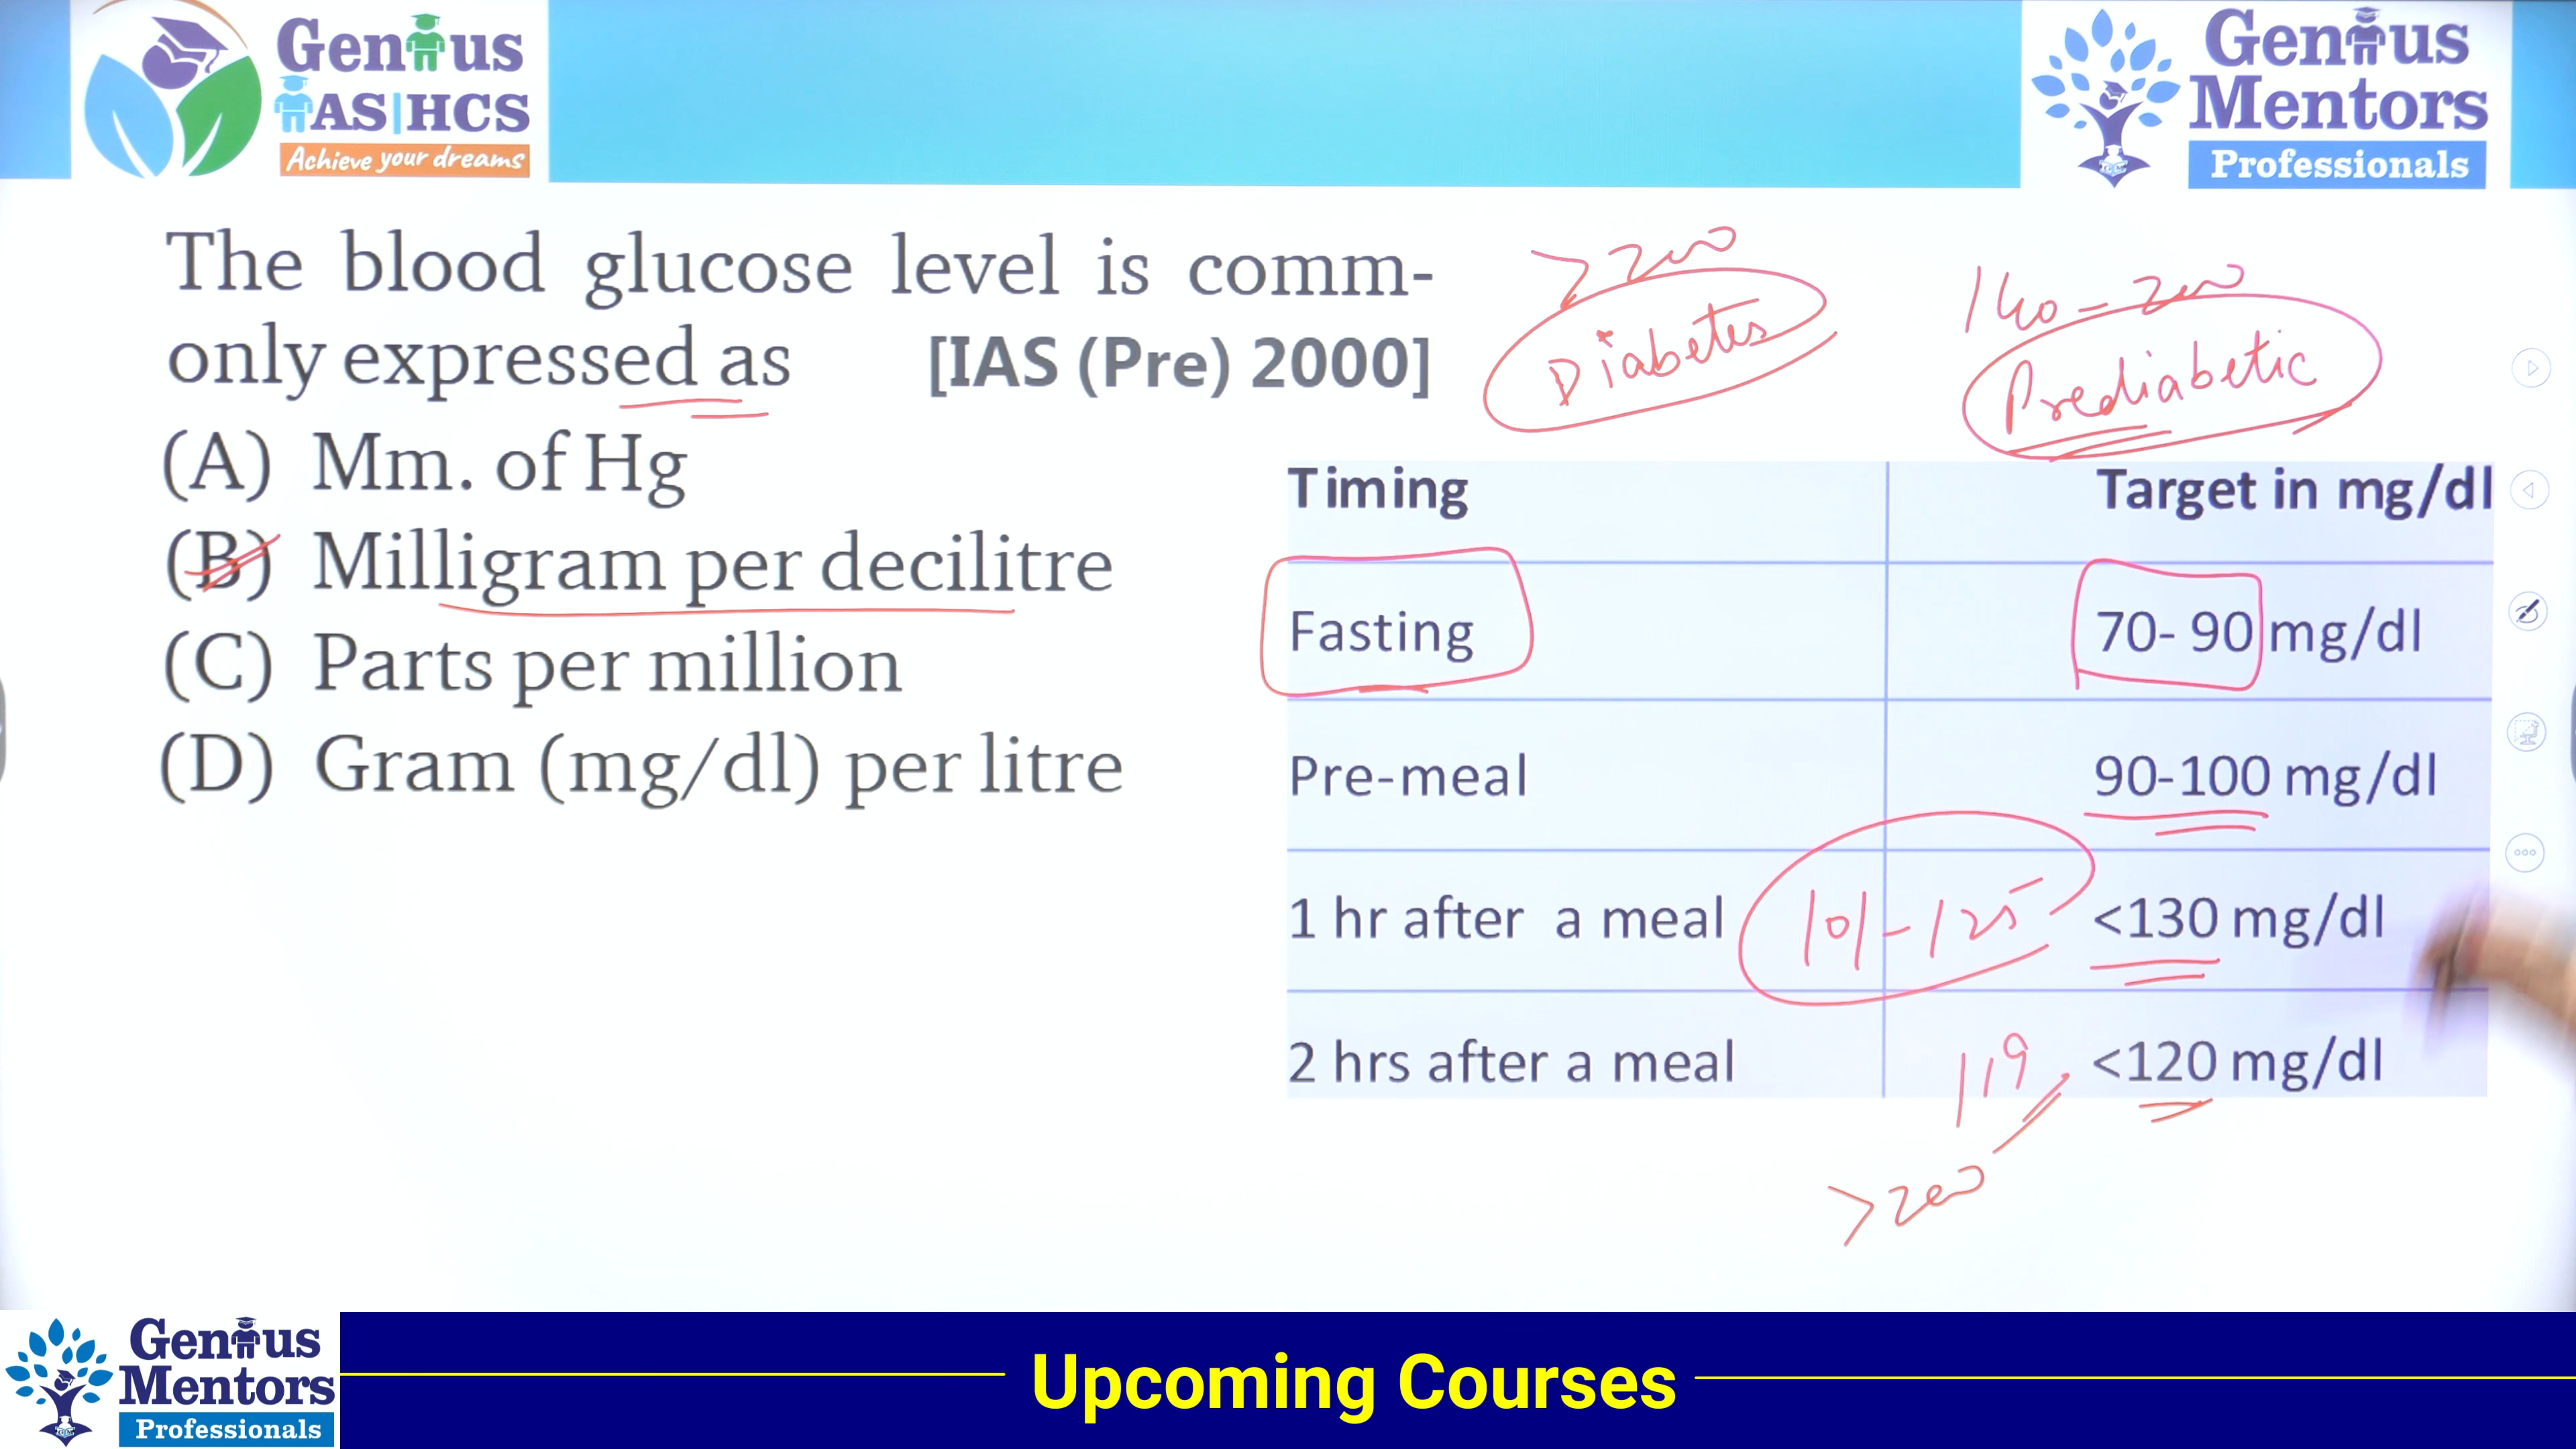 Genius
IAS|HCS
Achieve your dreams
Genius
Mentors
Professionals
The blood glucose level is comm-
only expressed as [IAS (Pre) 2000]
(A) Mm. of Hg
(B) Milligram per decilitre
(C) Parts per million
(D) Gram (mg/dl) per litre
>200
Diabetes
140-200
Prediabetic
Timing Target in mg/dl
Fasting 70- 90 mg/dl
Pre-meal 90-100 mg/dl
1 hr after a meal 101-125 <130 mg/dl
2 hrs after a meal 119 <120 mg/dl
>200
Genius
Mentors
Professionals
Upcoming Courses